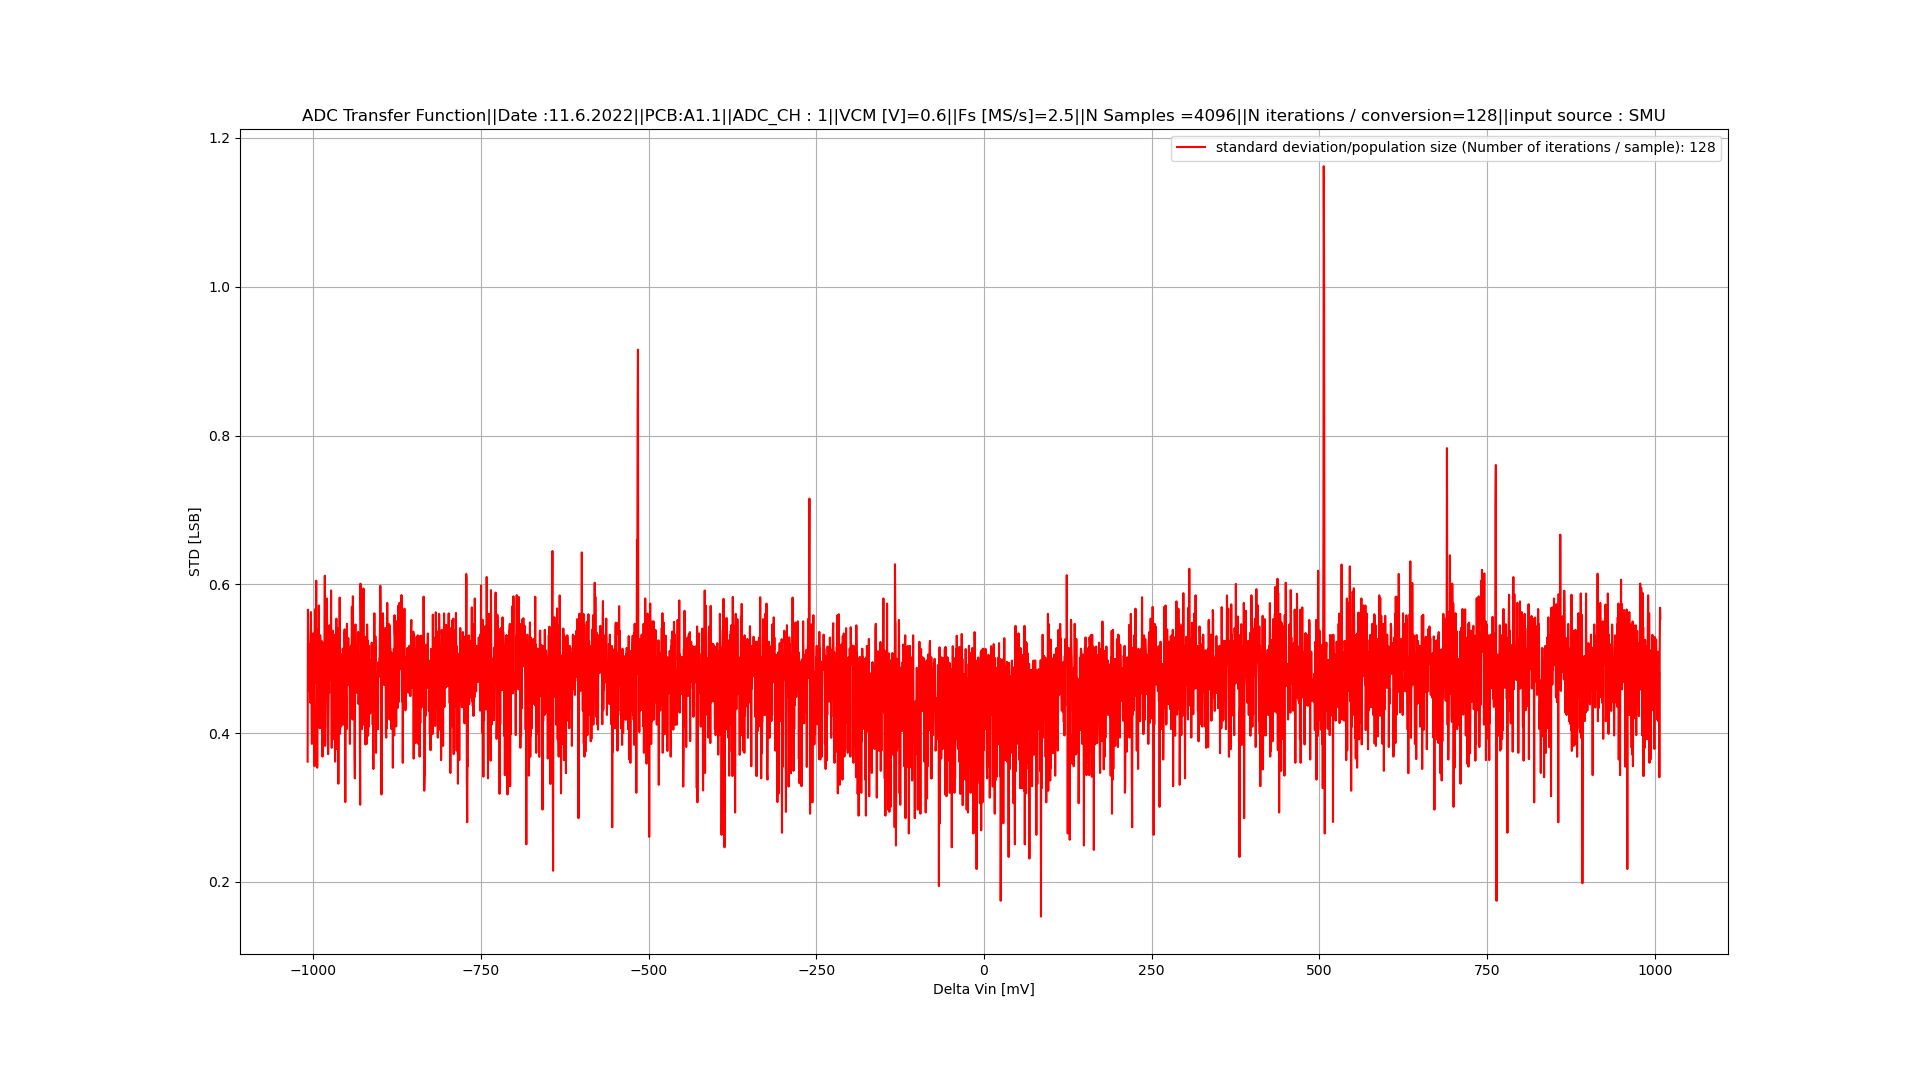 ADC Transfer Function||Date :11.6.2022||PCB:A1.1||ADC_CH : 1||VCM [V]=0.6||Fs [MS/s]=2.5||N Samples =4096||N iterations / conversion=128||input source : SMU
standard deviation/population size (Number of iterations / sample): 128
1.2
1.0
0.8
0.6
0.4
0.2
STD [LSB]
−1000 −750 −500 −250 0 250 500 750 1000
Delta Vin [mV]